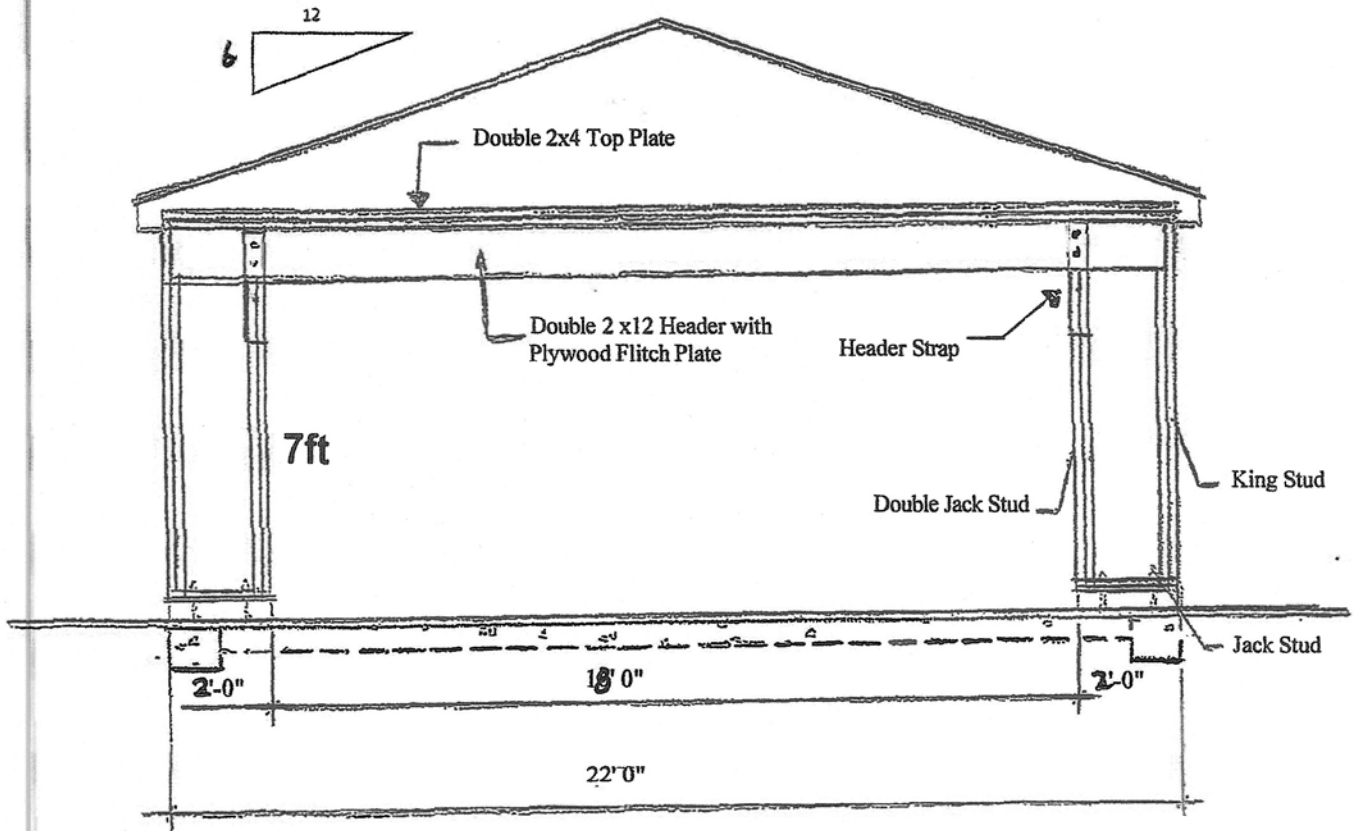 12
6
Double 2x4 Top Plate
Double 2 x12 Header with
Plywood Flitch Plate
Header Strap
7ft
King Stud
Double Jack Stud
Jack Stud
2'-0"
18' 0"
2'-0"
22' 0"